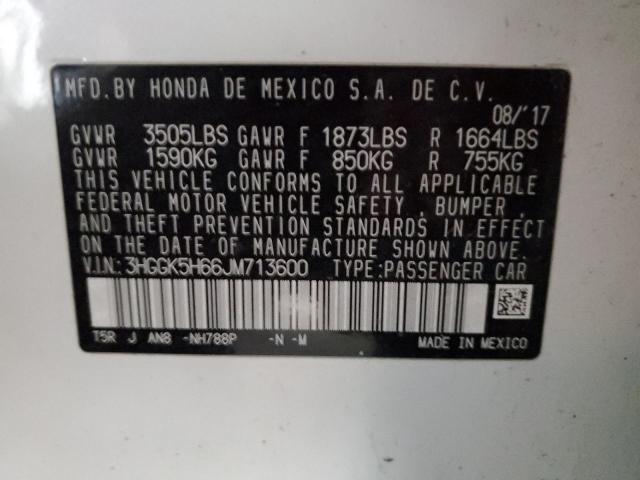 MFD.BY HONDA DE MEXICO S.A. DE C.V.
08/'17
GVWR 3505LBS GAWR F 1873LBS R 1664LBS
GVWR 1590KG GAWR F 850KG R 755KG
THIS VEHICLE CONFORMS TO ALL APPLICABLE
FEDERAL MOTOR VEHICLE SAFETY , BUMPER ,
AND THEFT PREVENTION STANDARDS IN EFFECT
ON THE DATE OF MANUFACTURE SHOWN ABOVE.
V.I.N.: 3HGGK5H66JM713600 TYPE:PASSENGER CAR
T5R J AN8 -NH788P -N -M
MADE IN MEXICO